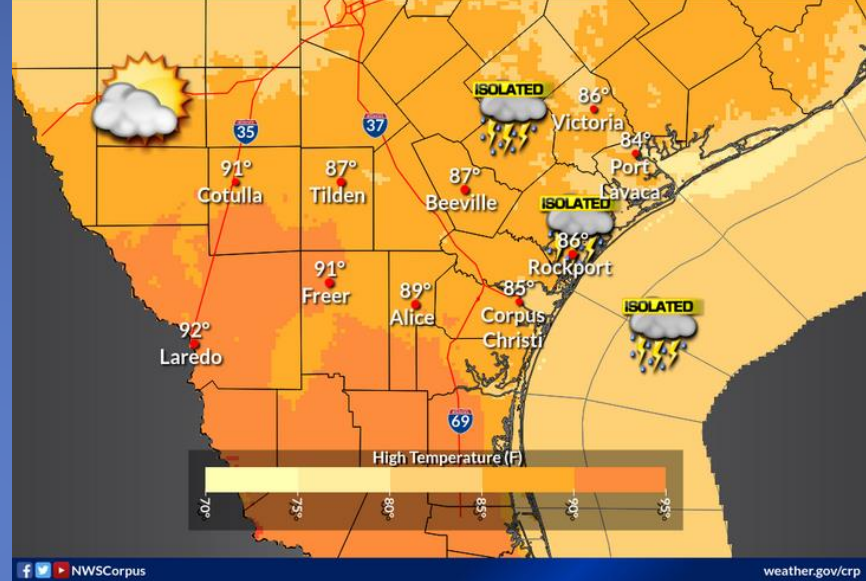 ISOLATED
86°
Victoria
84°
Port
Lavaca
35
37
91°
Cotulla
87°
Tilden
87°
Beeville
ISOLATED
86°
Rockport
91°
Freer
89°
Alice
85°
Corpus
Christi
ISOLATED
92°
Laredo
69
High Temperature (F)
70° 75° 80° 85° 90° 95°
NWSCorpus
weather.gov/crp